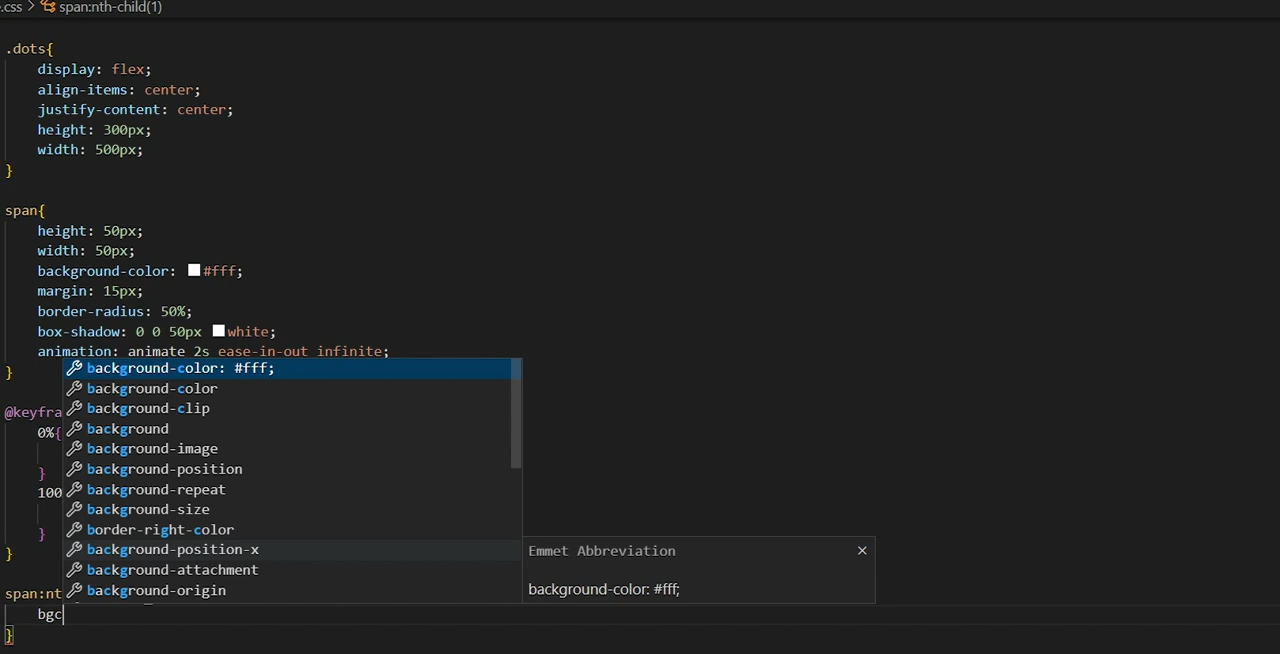 .css > span:nth-child(1)
.dots{
display: flex;
align-items: center;
justify-content: center;
height: 300px;
width: 500px;
}
span{
height: 50px;
width: 50px;
background-color: #fff;
margin: 15px;
border-radius: 50%;
box-shadow: 0 0 50px white;
animation: animate 2s ease-in-out infinite;
}
background-color: #fff;
background-color
background-clip
@keyfra
background
0%{
background-image
background-position
}
background-repeat
100
background-size
border-right-color
}
background-position-x
}
background-attachment
background-origin
Emmet Abbreviation ×
background-color: #fff;
span:nt
bgc
}